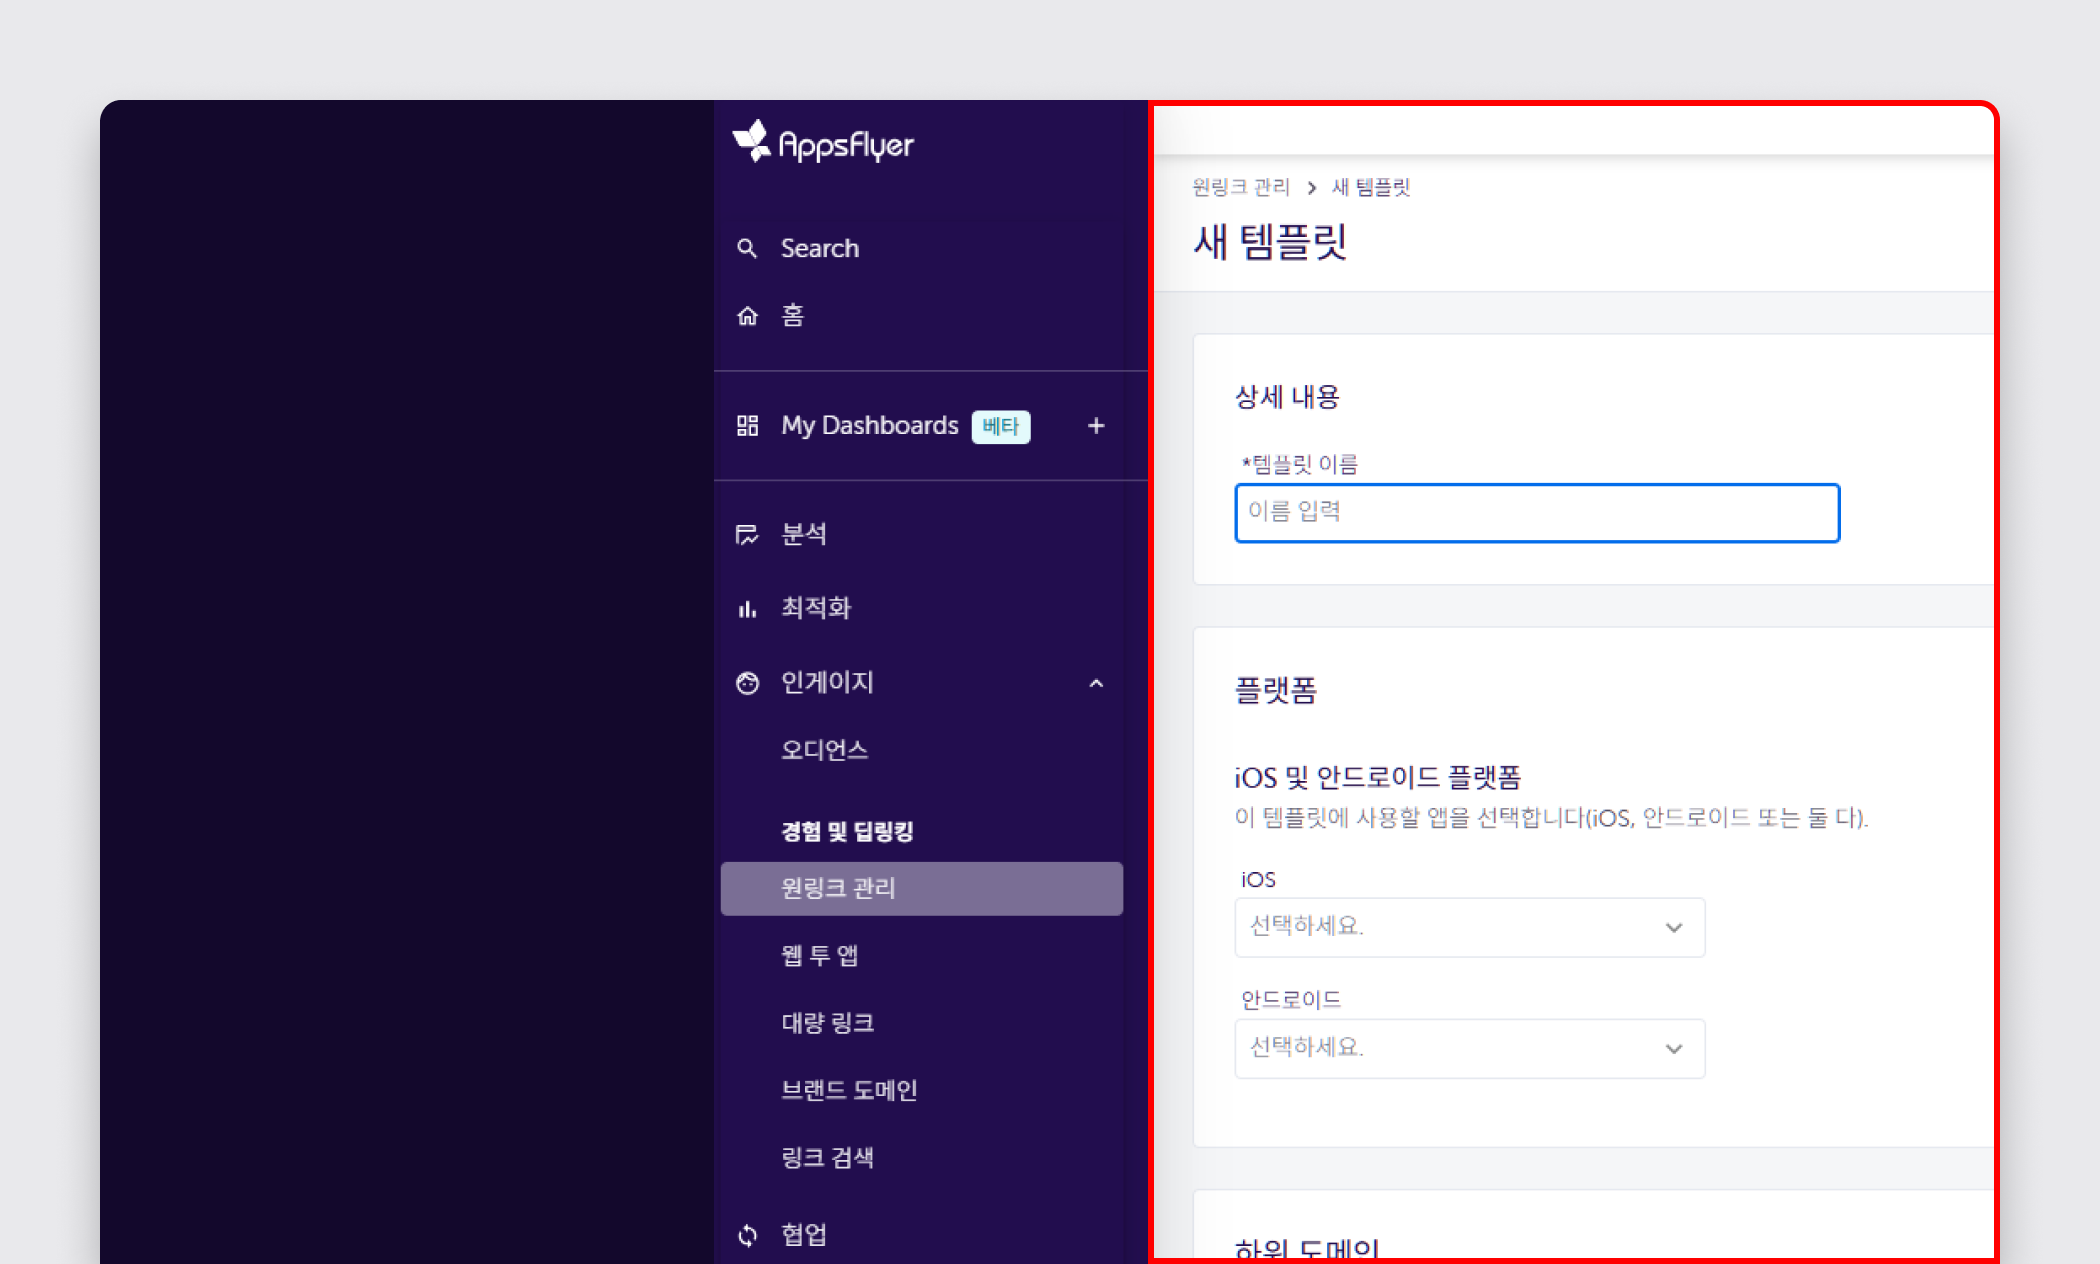 AppsFlyer
Search
홈
My Dashboards 베타 +
분석
최적화
인게이지
오디언스
경험 및 딥링킹
원링크 관리
웹 투 앱
대량 링크
브랜드 도메인
링크 검색
협업
원링크 관리 > 새 템플릿
새 템플릿
상세 내용
*템플릿 이름
이름 입력
플랫폼
iOS 및 안드로이드 플랫폼
이 템플릿에 사용할 앱을 선택합니다(iOS, 안드로이드 또는 둘 다).
iOS
선택하세요.
안드로이드
선택하세요.
하위 도메인